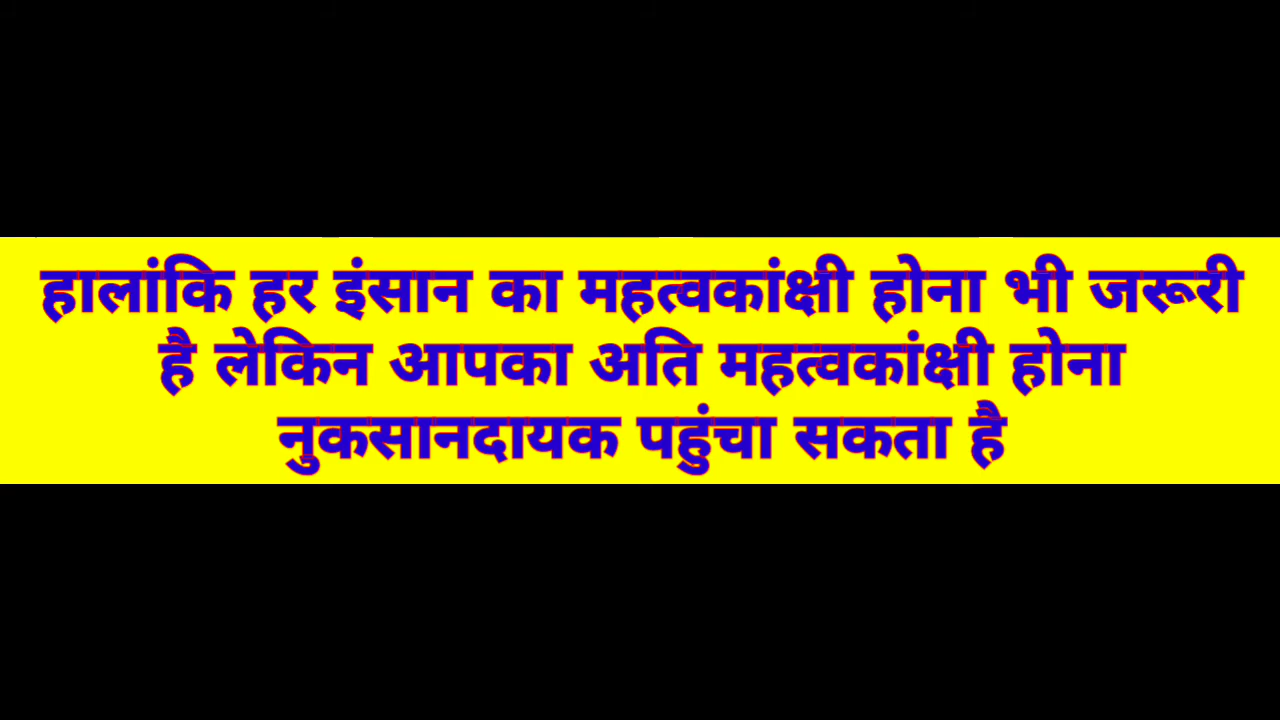 हालांकि हर इंसान का महत्वकांक्षी होना भी जरूरी
है लेकिन आपका अति महत्वकांक्षी होना
नुकसानदायक पहुंचा सकता है